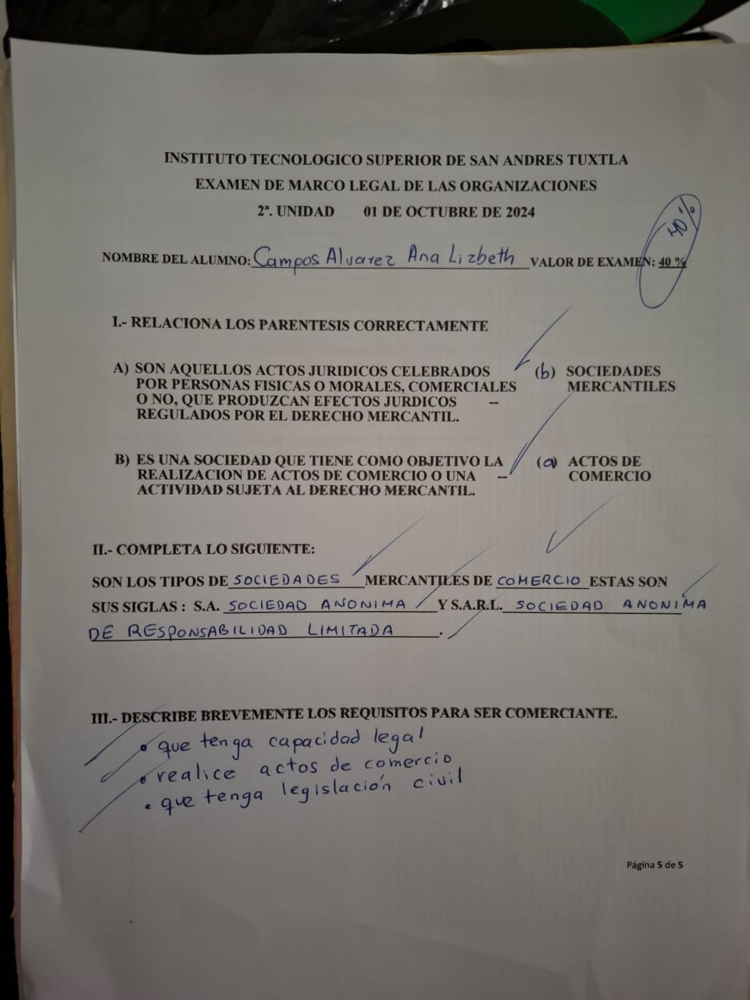 INSTITUTO TECNOLOGICO SUPERIOR DE SAN ANDRES TUXTLA
EXAMEN DE MARCO LEGAL DE LAS ORGANIZACIONES
2ª. UNIDAD 01 DE OCTUBRE DE 2024
40%
NOMBRE DEL ALUMNO: Campos Alvarez Ana Lizbeth VALOR DE EXAMEN: 40 %
I.- RELACIONA LOS PARENTESIS CORRECTAMENTE
A) SON AQUELLOS ACTOS JURIDICOS CELEBRADOS (b) SOCIEDADES
POR PERSONAS FISICAS O MORALES, COMERCIALES MERCANTILES
O NO, QUE PRODUZCAN EFECTOS JURDICOS --
REGULADOS POR EL DERECHO MERCANTIL.
B) ES UNA SOCIEDAD QUE TIENE COMO OBJETIVO LA (a) ACTOS DE
REALIZACION DE ACTOS DE COMERCIO O UNA -- COMERCIO
ACTIVIDAD SUJETA AL DERECHO MERCANTIL.
II.- COMPLETA LO SIGUIENTE:
SON LOS TIPOS DE SOCIEDADES MERCANTILES DE COMERCIO ESTAS SON
SUS SIGLAS : S.A. SOCIEDAD ANONIMA Y S.A.R.L. SOCIEDAD ANONIMA
DE RESPONSABILIDAD LIMITADA .
III.- DESCRIBE BREVEMENTE LOS REQUISITOS PARA SER COMERCIANTE.
• que tenga capacidad legal
• realice actos de comercio
• que tenga legislación civil
Página 5 de 5